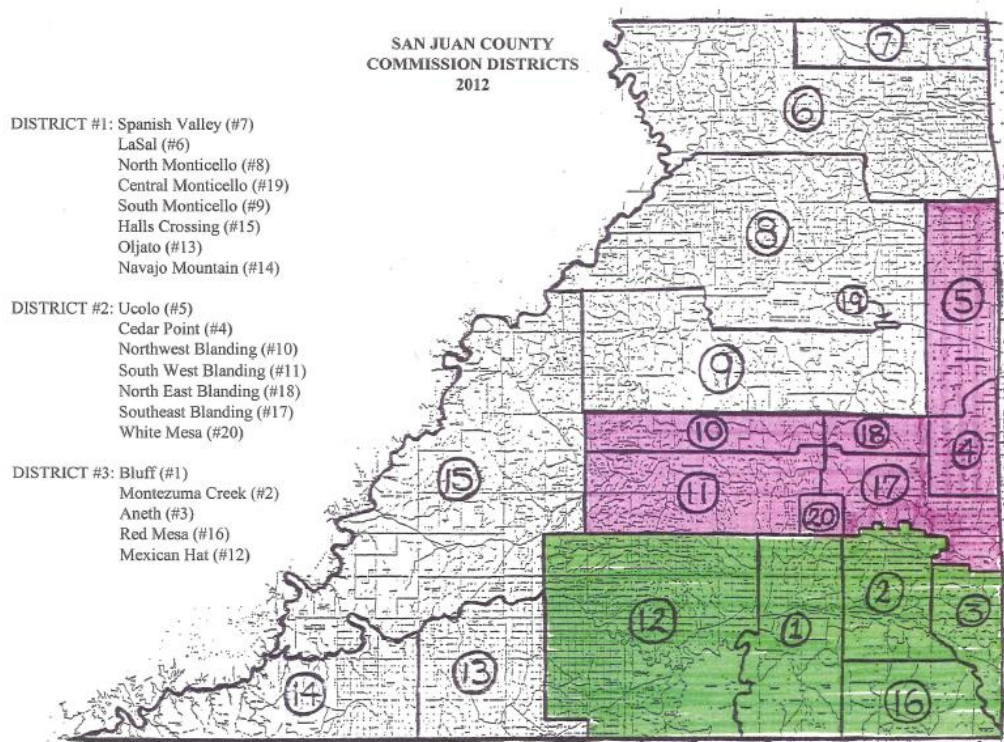 SAN JUAN COUNTY
COMMISSION DISTRICTS
2012
DISTRICT #1: Spanish Valley (#7)
LaSal (#6)
North Monticello (#8)
Central Monticello (#19)
South Monticello (#9)
Halls Crossing (#15)
Oljato (#13)
Navajo Mountain (#14)
DISTRICT #2: Ucolo (#5)
Cedar Point (#4)
Northwest Blanding (#10)
South West Blanding (#11)
North East Blanding (#18)
Southeast Blanding (#17)
White Mesa (#20)
DISTRICT #3: Bluff (#1)
Montezuma Creek (#2)
Aneth (#3)
Red Mesa (#16)
Mexican Hat (#12)
7
6
8
5
19
9
10
18
4
15
11
17
20
12
1
2
3
14
13
16